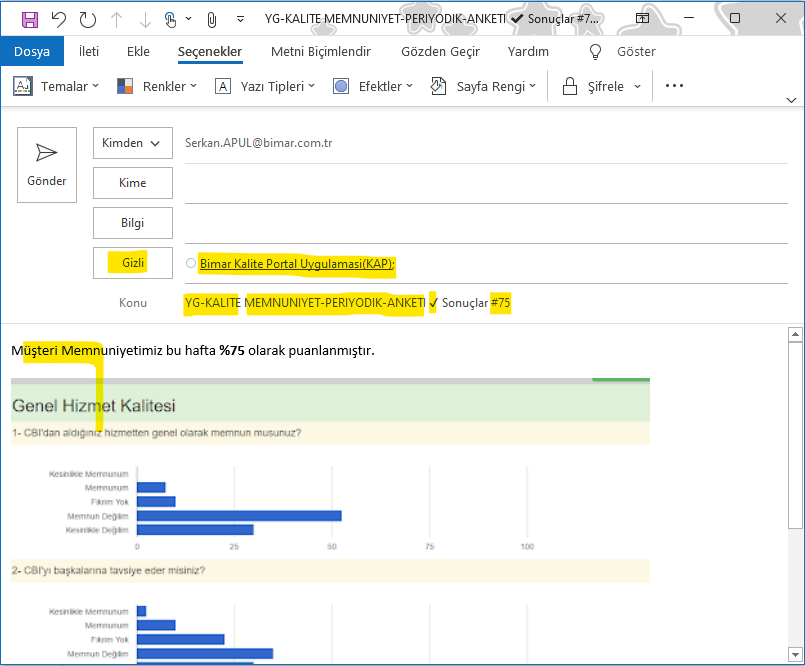 YG-KALITE MEMNUNIYET-PERIYODIK-ANKETI ✔ Sonuçlar #7...
Dosya İleti Ekle Seçenekler Metni Biçimlendir Gözden Geçir Yardım Göster
Temalar Renkler A Yazı Tipleri Efektler Sayfa Rengi Şifrele ...
Gönder
Kimden Serkan.APUL@bimar.com.tr
Kime
Bilgi
Gizli Bimar Kalite Portal Uygulaması(KAP);
Konu YG-KALITE MEMNUNIYET-PERIYODIK-ANKETI ✔ Sonuçlar #75
Müşteri Memnuniyetimiz bu hafta %75 olarak puanlanmıştır.
Genel Hizmet Kalitesi
1- CBI'dan aldığınız hizmetten genel olarak memnun musunuz?
Kesinlikle Memnunum
Memnunum
Fikrim Yok
Memnun Değilim
Kesinlikle Değilim
0 25 50 75 100
2- CBI'yı başkalarına tavsiye eder misiniz?
Kesinlikle Memnunum
Memnunum
Fikrim Yok
Memnun Değilim